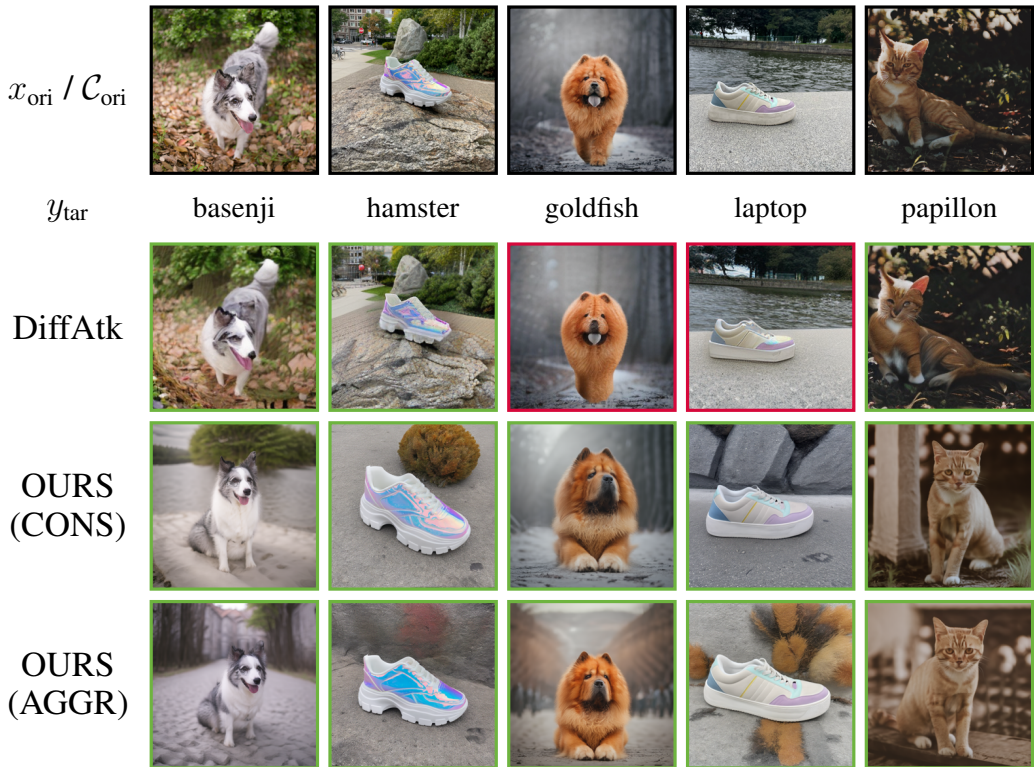 x_ori / C_ori
y_tar basenji hamster goldfish laptop papillon
DiffAtk
OURS
(CONS)
OURS
(AGGR)